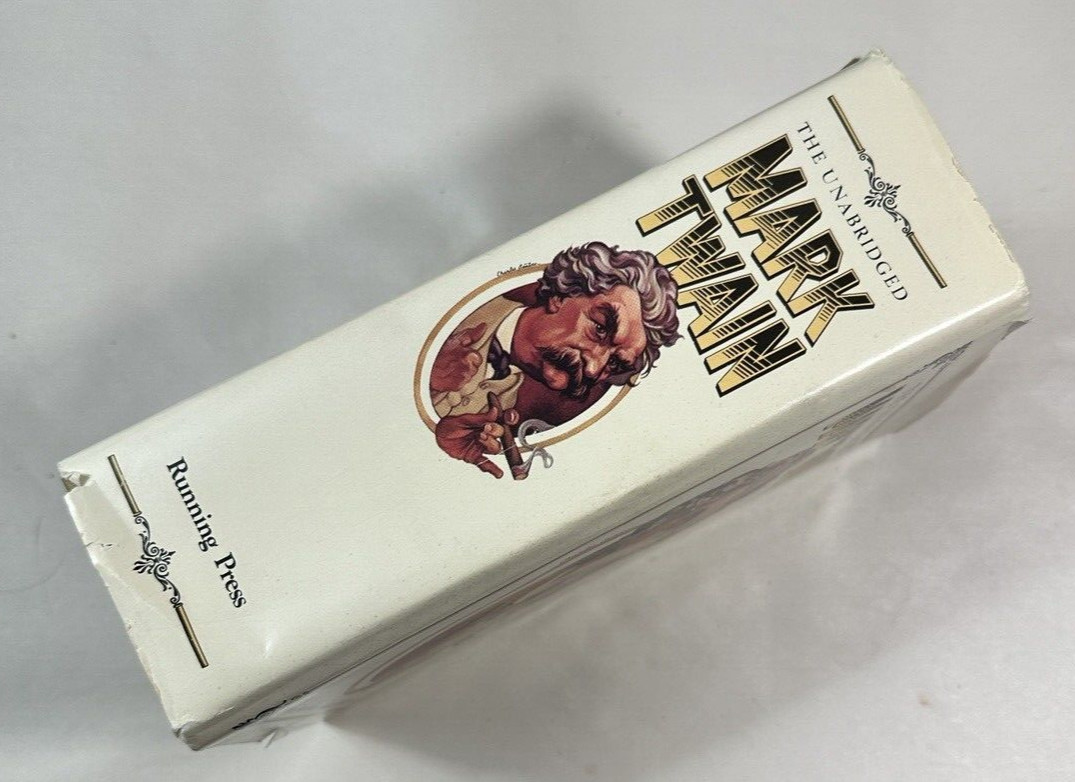 THE UNABRIDGED
MARK
TWAIN
Running Press